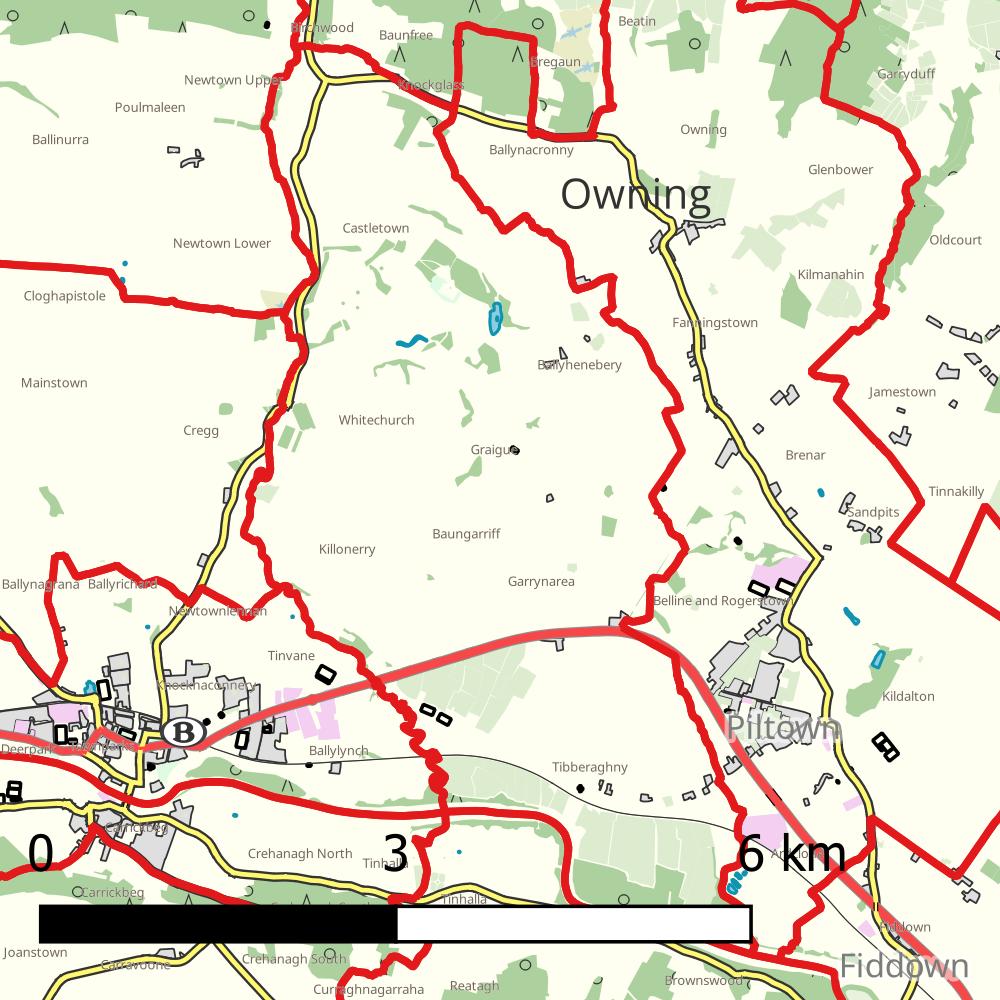 Birchwood
Beatin
Baunfree
Bregaun
Newtown Upper
Knockglass
Garryduff
Poulmaleen
Ballinurra
Owning
Ballynacronny
Glenbower
Owning
Castletown
Newtown Lower
Oldcourt
Kilmanahin
Cloghapistole
Fanningstown
Ballyhenebery
Mainstown
Jamestown
Whitechurch
Cregg
Graigue
Brenar
Tinnakilly
Sandpits
Baungarriff
Killonerry
Garrynarea
Ballynagrana
Ballyrichard
Belline and Rogerstown
Newtownlennan
Tinvane
Knocknaconnery
Kildalton
Piltown
B
Deerpark
Ballylynch
Tibberaghny
Carrickbeg
0
3
6 km
Crehanagh North
Tinhalla
Carrickbeg
Tinhalla
Fiddown
Joanstown
Carravoone
Crehanagh South
Fiddown
Brownswood
Reatagh
Curraghnagarraha